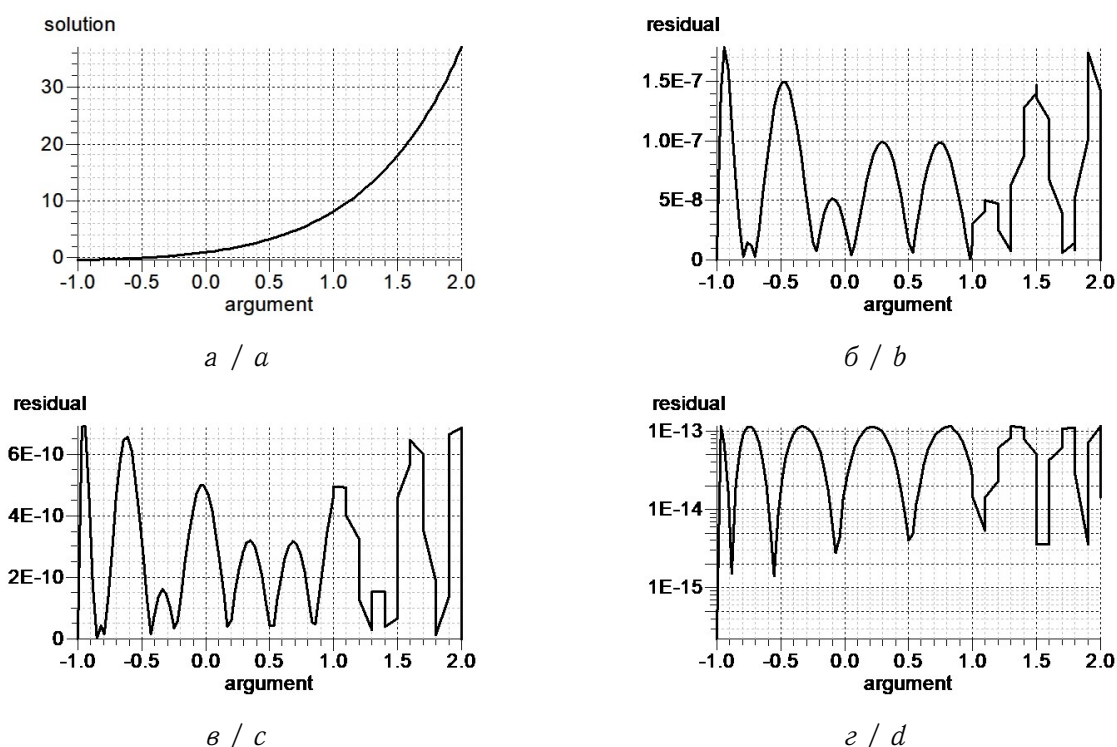 solution
30
20
10
0
-1.0 -0.5 0.0 0.5 1.0 1.5 2.0
argument
а / a
residual
1.5E-7
1.0E-7
5E-8
0
-1.0 -0.5 0.0 0.5 1.0 1.5 2.0
argument
б / b
residual
6E-10
4E-10
2E-10
0
-1.0 -0.5 0.0 0.5 1.0 1.5 2.0
argument
в / c
residual
1E-13
1E-14
1E-15
-1.0 -0.5 0.0 0.5 1.0 1.5 2.0
argument
г / d